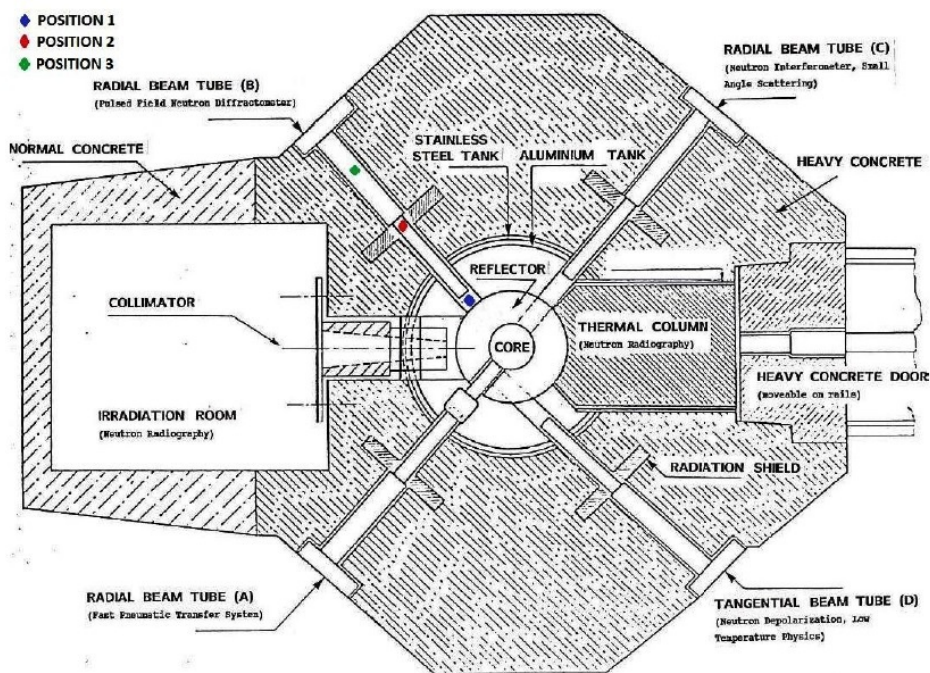 POSITION 1
POSITION 2
POSITION 3
RADIAL BEAM TUBE (B)
(Pulsed Field Neutron Diffractometer)
RADIAL BEAM TUBE (C)
(Neutron Interferometer, Small
Angle Scattering)
NORMAL CONCRETE
STAINLESS
STEEL TANK
ALUMINIUM TANK
HEAVY CONCRETE
REFLECTOR
COLLIMATOR
CORE
THERMAL COLUMN
(Neutron Radiography)
HEAVY CONCRETE DOOR
(moveable on rails)
IRRADIATION ROOM
(Neutron Radiography)
RADIATION SHIELD
RADIAL BEAM TUBE (A)
(Fast Pneumatic Transfer System)
TANGENTIAL BEAM TUBE (D)
(Neutron Depolarization, Low
Temperature Physics)